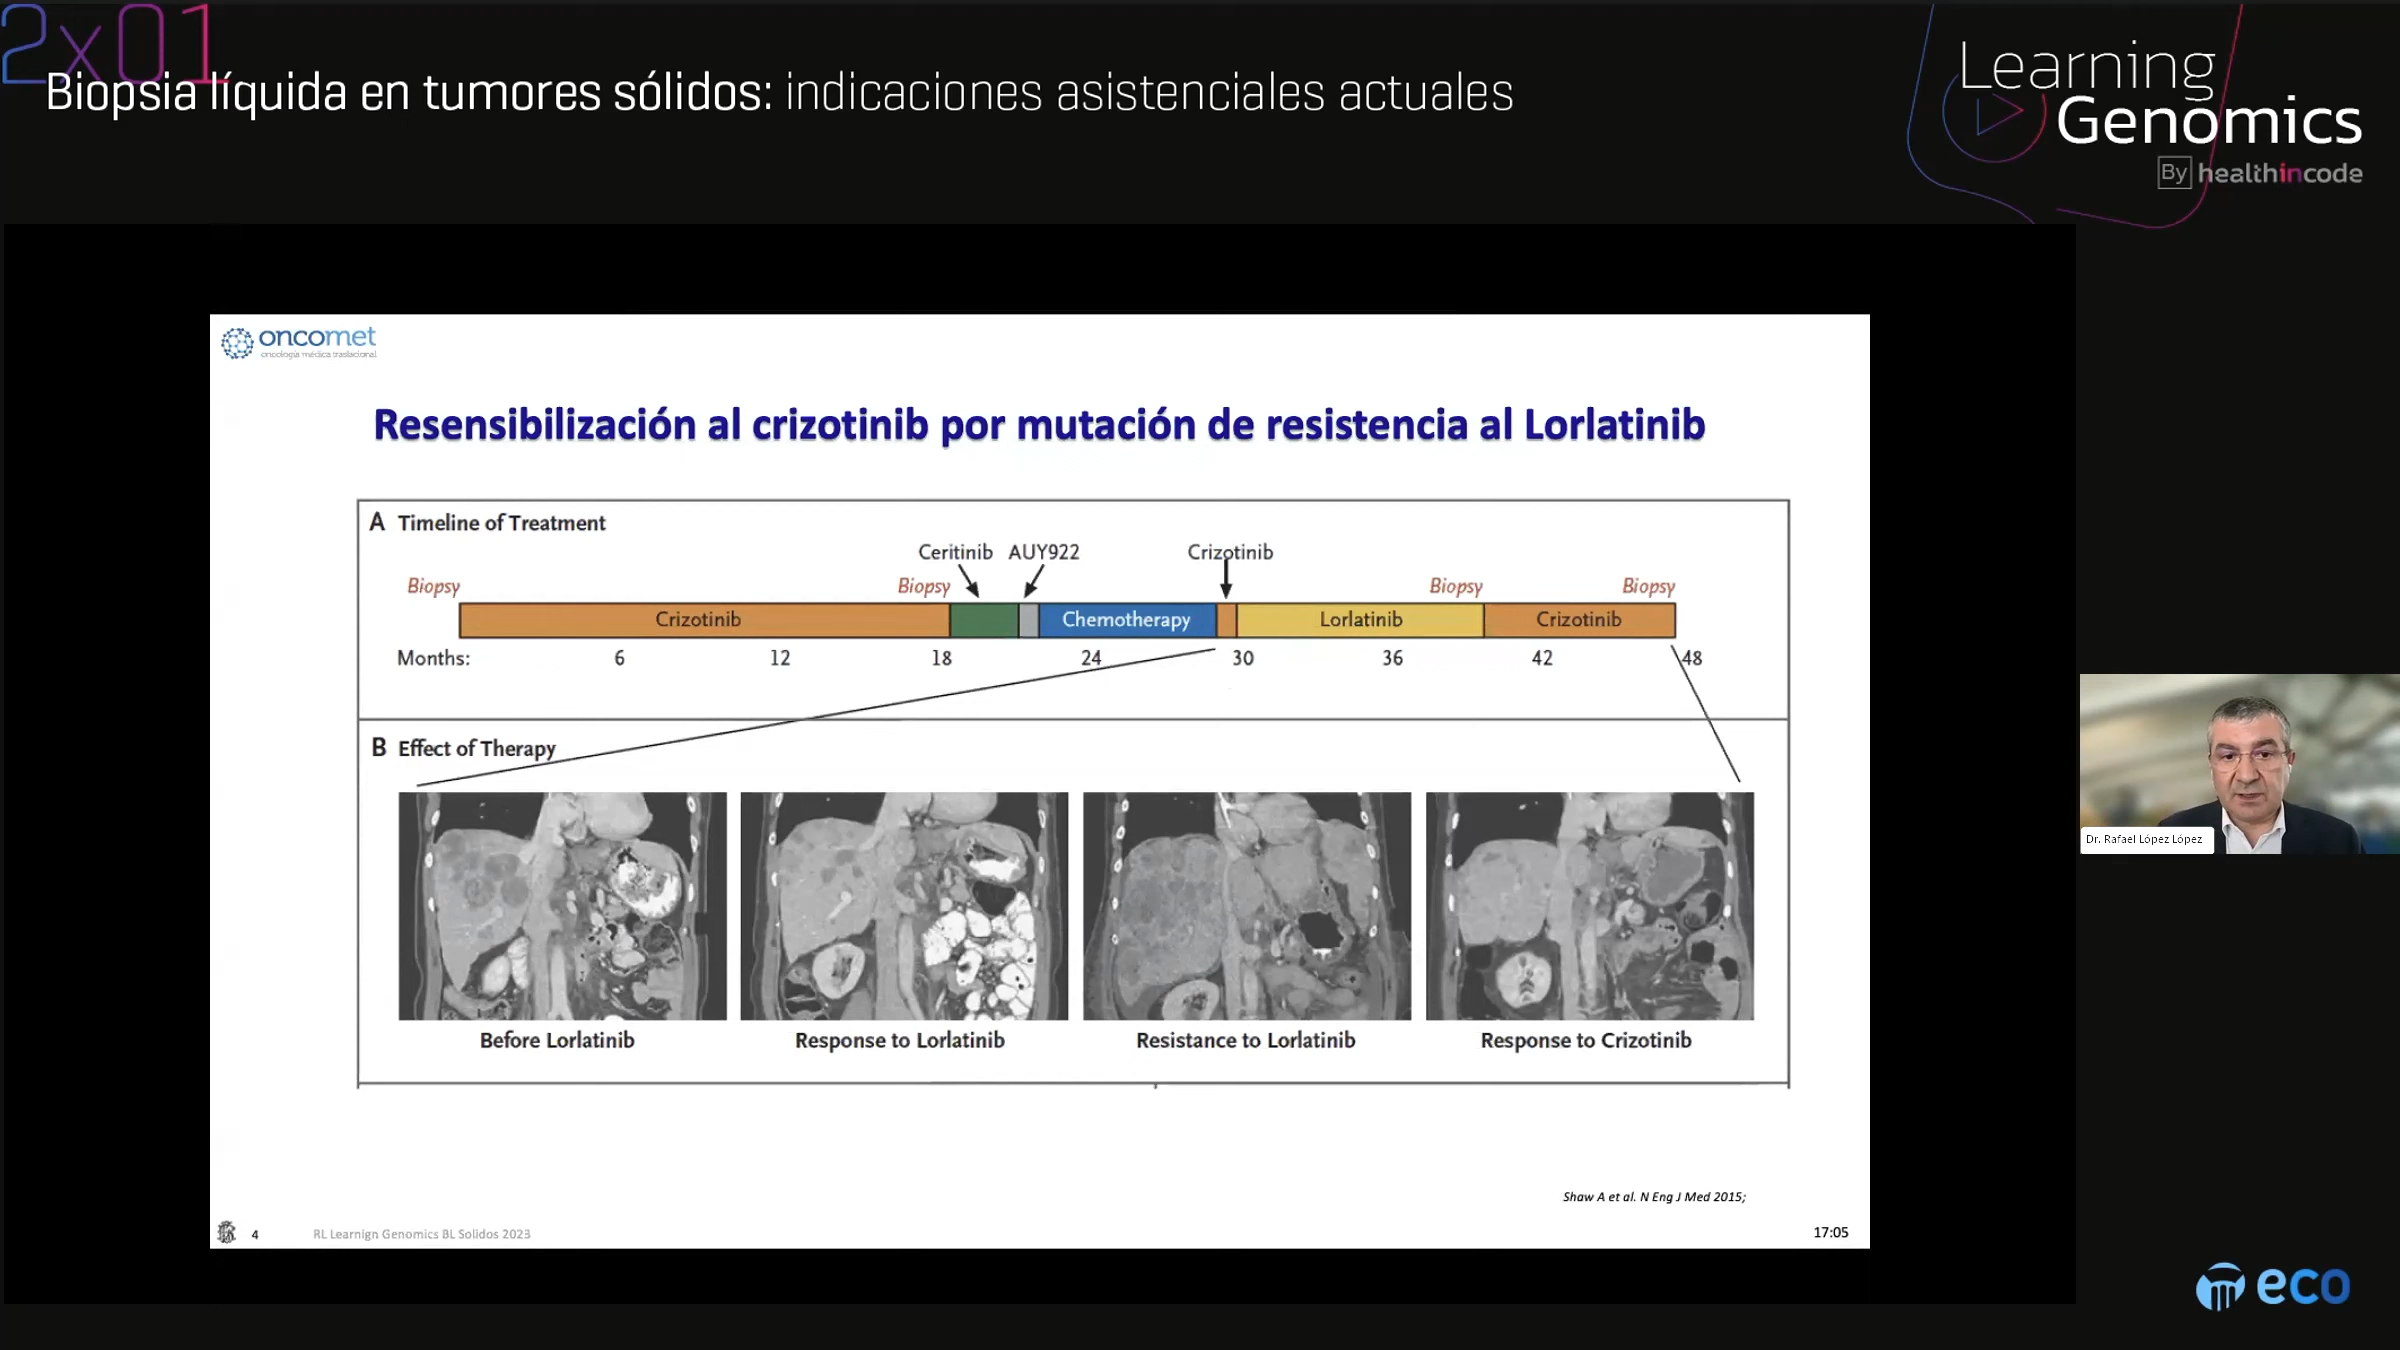 2x01
Biopsia líquida en tumores sólidos: indicaciones asistenciales actuales
Learning
Genomics
By healthincode
oncomet
oncología médica traslacional
Resensibilización al crizotinib por mutación de resistencia al Lorlatinib
A Timeline of Treatment
Ceritinib AUY922 Crizotinib
Biopsy Biopsy Biopsy Biopsy
Crizotinib Chemotherapy Lorlatinib Crizotinib
Months: 6 12 18 24 30 36 42 48
B Effect of Therapy
Before Lorlatinib Response to Lorlatinib Resistance to Lorlatinib Response to Crizotinib
Shaw A et al. N Eng J Med 2015;
4 RL Learnign Genomics BL Solidos 2023 17:05
Dr. Rafael López López
eco